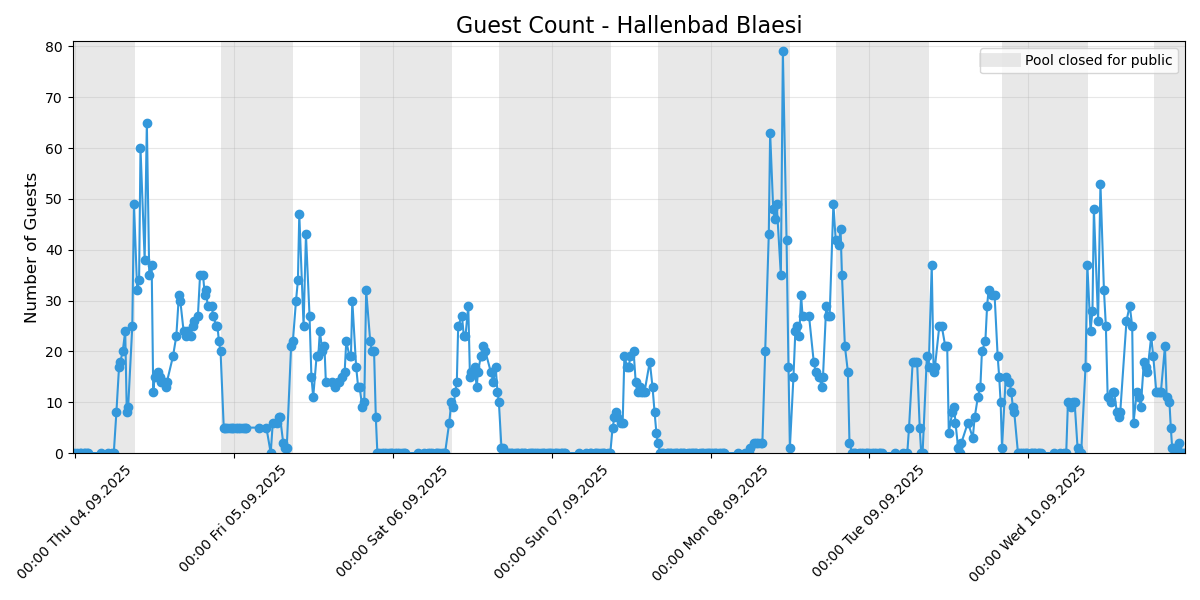 Guest Count - Hallenbad Blaesi
Pool closed for public
Number of Guests
80
70
60
50
40
30
20
10
0
00:00 Thu 04.09.2025
00:00 Fri 05.09.2025
00:00 Sat 06.09.2025
00:00 Sun 07.09.2025
00:00 Mon 08.09.2025
00:00 Tue 09.09.2025
00:00 Wed 10.09.2025